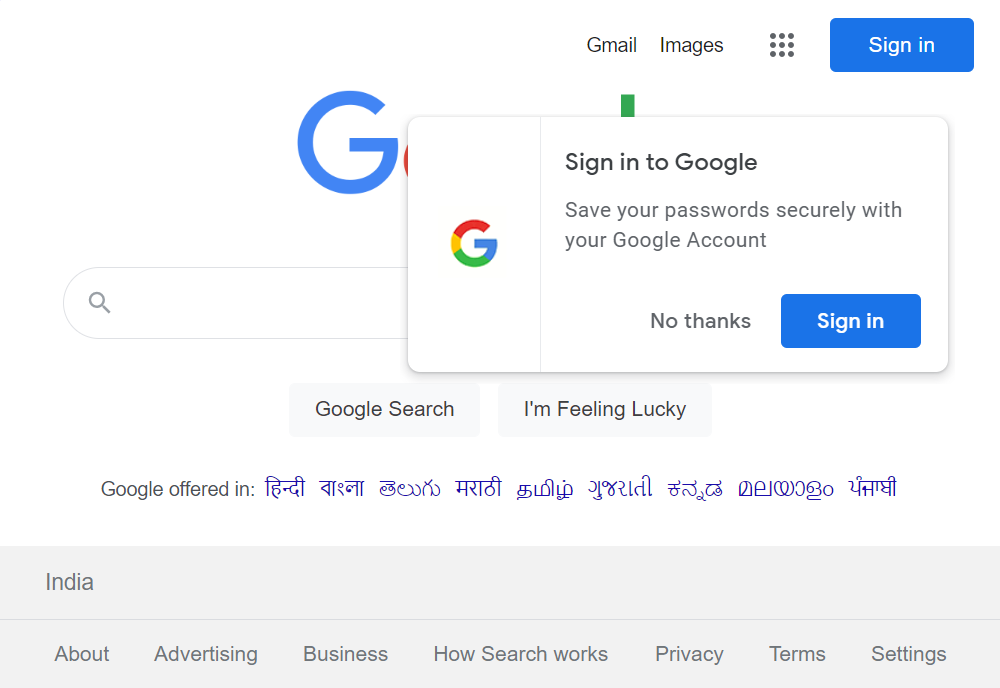 Gmail Images Sign in
Sign in to Google
Save your passwords securely with
your Google Account
No thanks Sign in
Google Search I'm Feeling Lucky
Google offered in: हिन्दी বাংলা తెలుగు मराठी தமிழ் ગુજરાતી ಕನ್ನಡ മലയാളം ਪੰਜਾਬੀ
India
About Advertising Business How Search works Privacy Terms Settings